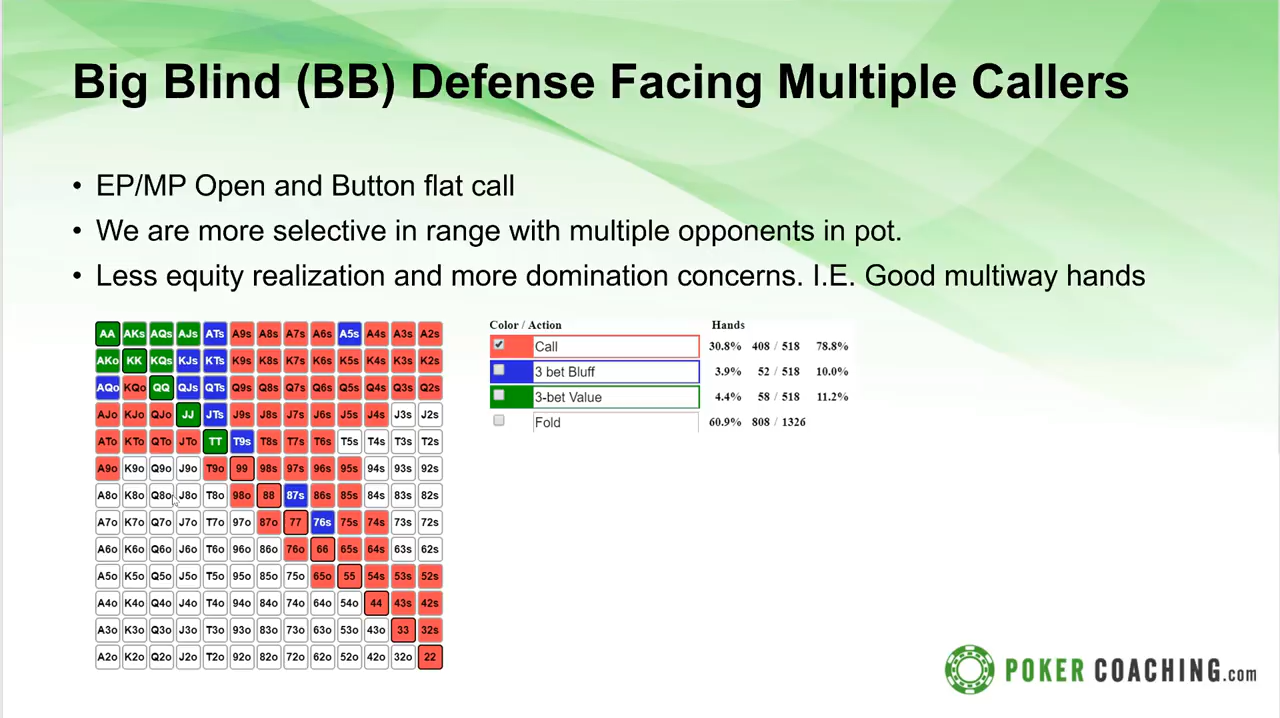 Big Blind (BB) Defense Facing Multiple Callers
• EP/MP Open and Button flat call
• We are more selective in range with multiple opponents in pot.
• Less equity realization and more domination concerns. I.E. Good multiway hands
AA AKs AQs AJs ATs A9s A8s A7s A6s A5s A4s A3s A2s
AKo KK KQs KJs KTs K9s K8s K7s K6s K5s K4s K3s K2s
AQo KQo QQ QJs QTs Q9s Q8s Q7s Q6s Q5s Q4s Q3s Q2s
AJo KJo QJo JJ JTs J9s J8s J7s J6s J5s J4s J3s J2s
ATo KTo QTo JTo TT T9s T8s T7s T6s T5s T4s T3s T2s
A9o K9o Q9o J9o T9o 99 98s 97s 96s 95s 94s 93s 92s
A8o K8o Q8o J8o T8o 98o 88 87s 86s 85s 84s 83s 82s
A7o K7o Q7o J7o T7o 97o 87o 77 76s 75s 74s 73s 72s
A6o K6o Q6o J6o T6o 96o 86o 76o 66 65s 64s 63s 62s
A5o K5o Q5o J5o T5o 95o 85o 75o 65o 55 54s 53s 52s
A4o K4o Q4o J4o T4o 94o 84o 74o 64o 54o 44 43s 42s
A3o K3o Q3o J3o T3o 93o 83o 73o 63o 53o 43o 33 32s
A2o K2o Q2o J2o T2o 92o 82o 72o 62o 52o 42o 32o 22
Color / Action Hands
Call 30.8% 408 / 518 78.8%
3 bet Bluff 3.9% 52 / 518 10.0%
3-bet Value 4.4% 58 / 518 11.2%
Fold 60.9% 808 / 1326
POKER COACHING.com